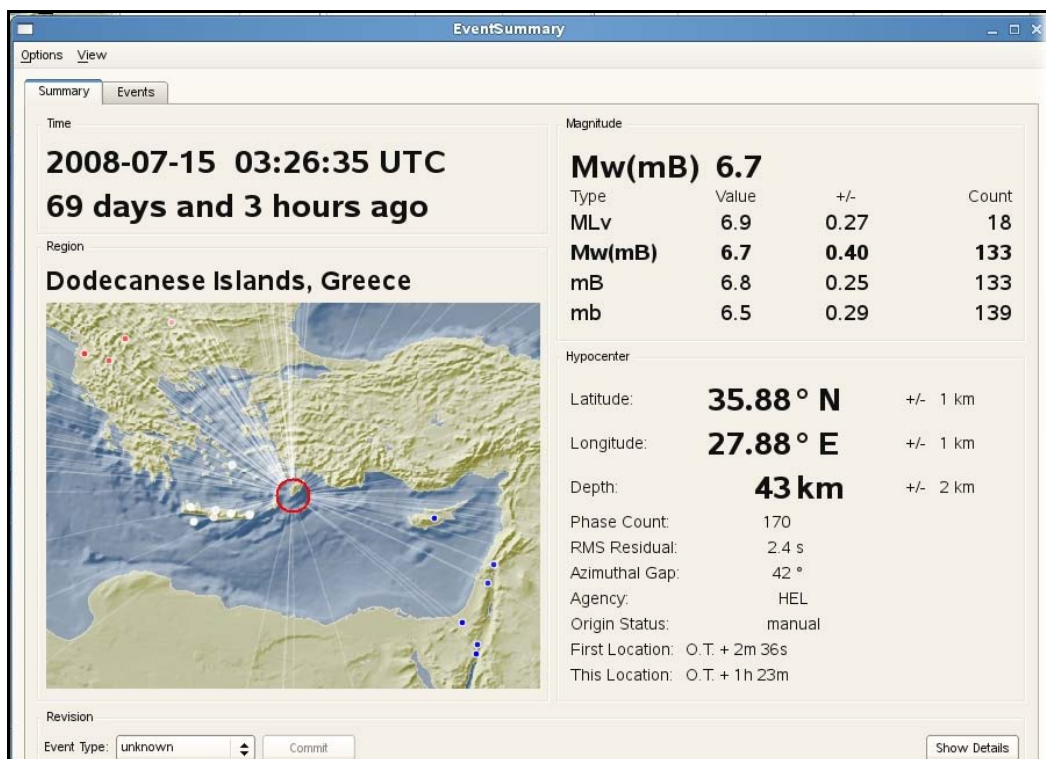 EventSummary
Options View
Summary Events
Time
2008-07-15 03:26:35 UTC
69 days and 3 hours ago
Region
Dodecanese Islands, Greece
Magnitude
Mw(mB) 6.7
Type Value +/- Count
MLv 6.9 0.27 18
Mw(mB) 6.7 0.40 133
mB 6.8 0.25 133
mb 6.5 0.29 139
Hypocenter
Latitude: 35.88° N +/- 1 km
Longitude: 27.88° E +/- 1 km
Depth: 43 km +/- 2 km
Phase Count: 170
RMS Residual: 2.4 s
Azimuthal Gap: 42 °
Agency: HEL
Origin Status: manual
First Location: O.T. + 2m 36s
This Location: O.T. + 1h 23m
Revision
Event Type: unknown Commit Show Details